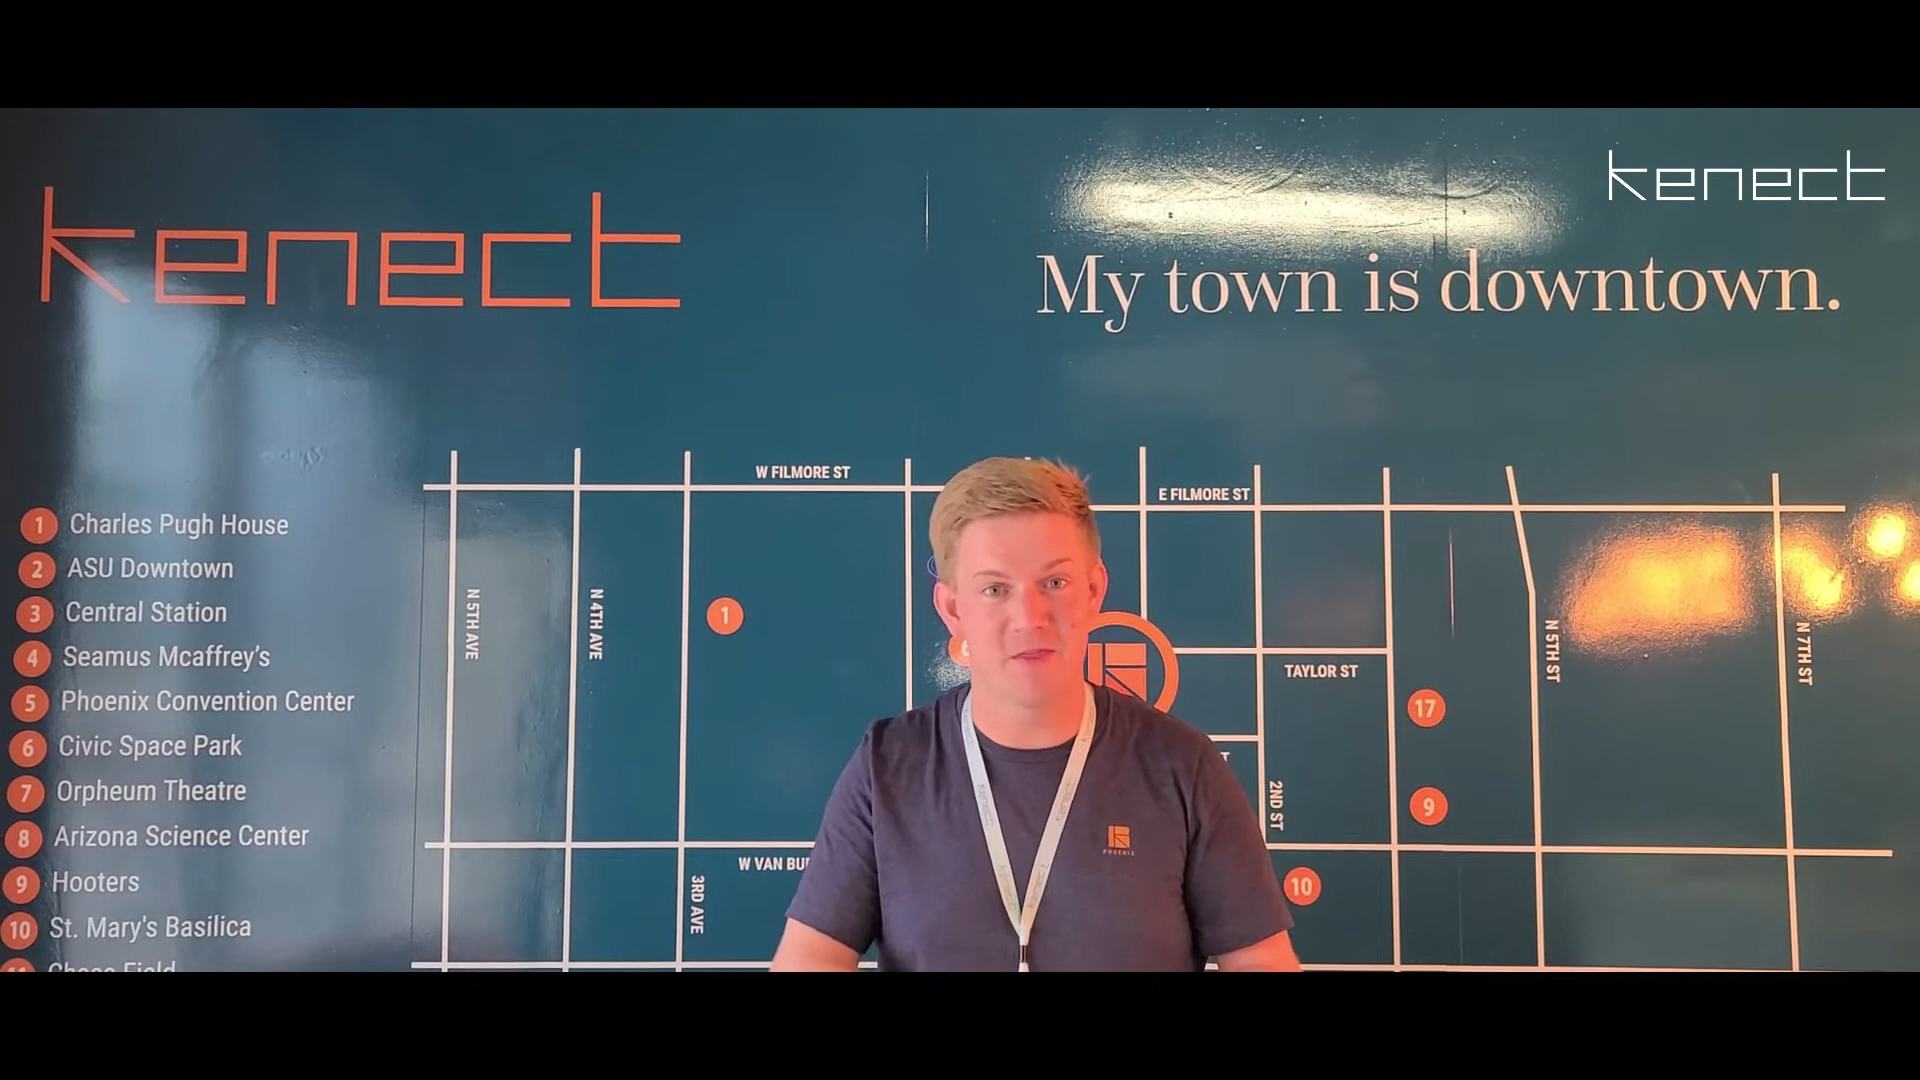 kenect
kenect
My town is downtown.
W FILMORE ST
E FILMORE ST
1 Charles Pugh House
2 ASU Downtown
3 Central Station
4 Seamus Mcaffrey's
5 Phoenix Convention Center
6 Civic Space Park
7 Orpheum Theatre
8 Arizona Science Center
9 Hooters
10 St. Mary's Basilica
N 5TH AVE
N 4TH AVE
1
TAYLOR ST
N 5TH ST
N 7TH ST
17
2ND ST
9
W VAN BU
3RD AVE
10
kenect
kenect
PHOENIX